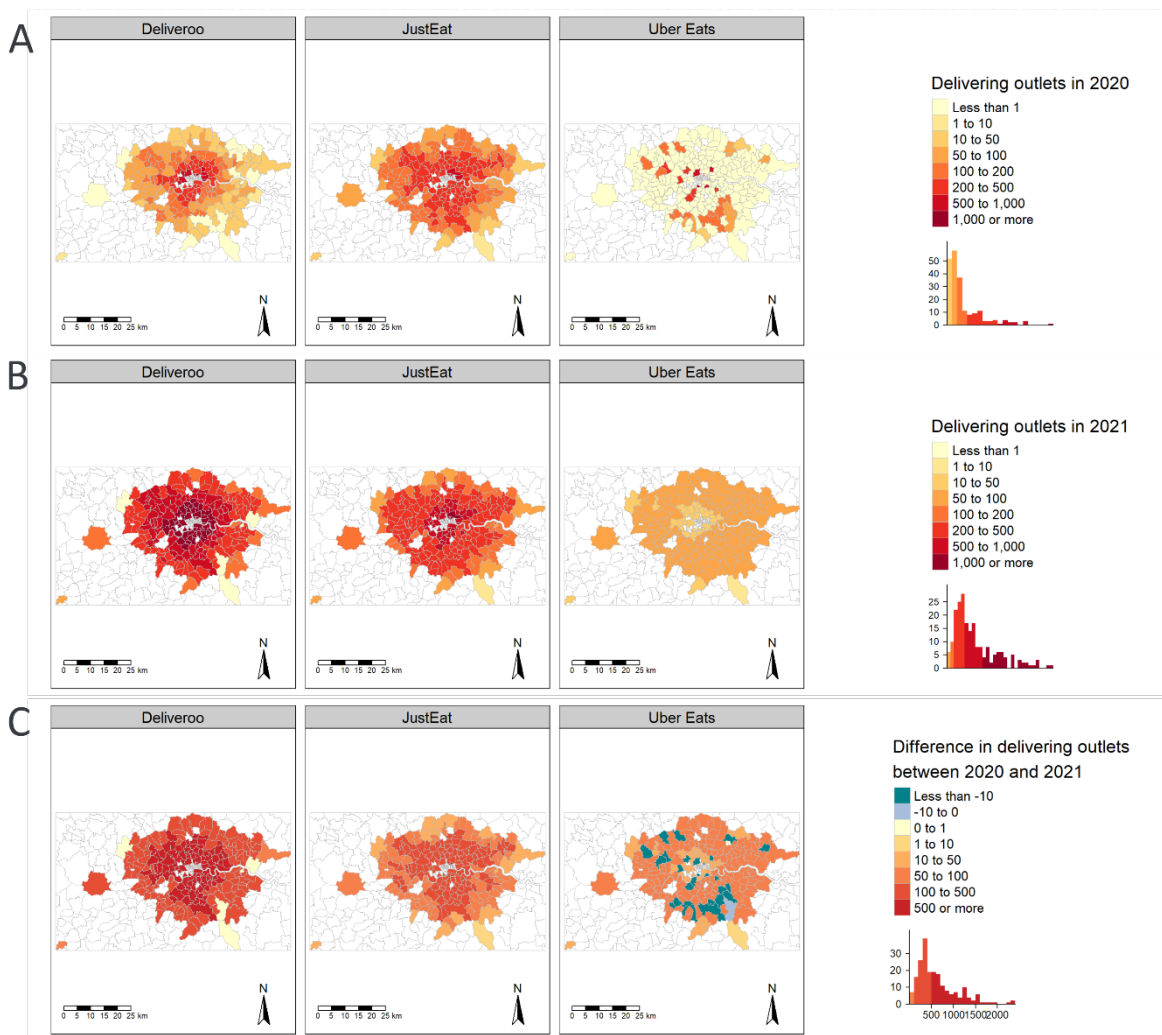 A
Deliveroo
JustEat
Uber Eats
Delivering outlets in 2020
Less than 1
1 to 10
10 to 50
50 to 100
100 to 200
200 to 500
500 to 1,000
1,000 or more
50
40
30
20
10
0
N
0 5 10 15 20 25 km
N
0 5 10 15 20 25 km
N
0 5 10 15 20 25 km
B
Deliveroo
JustEat
Uber Eats
Delivering outlets in 2021
Less than 1
1 to 10
10 to 50
50 to 100
100 to 200
200 to 500
500 to 1,000
1,000 or more
25
20
15
10
5
0
N
0 5 10 15 20 25 km
N
0 5 10 15 20 25 km
N
0 5 10 15 20 25 km
C
Deliveroo
JustEat
Uber Eats
Difference in delivering outlets
between 2020 and 2021
Less than -10
-10 to 0
0 to 1
1 to 10
10 to 50
50 to 100
100 to 500
500 or more
30
20
10
0
500 1000 1500 2000
N
0 5 10 15 20 25 km
N
0 5 10 15 20 25 km
N
0 5 10 15 20 25 km